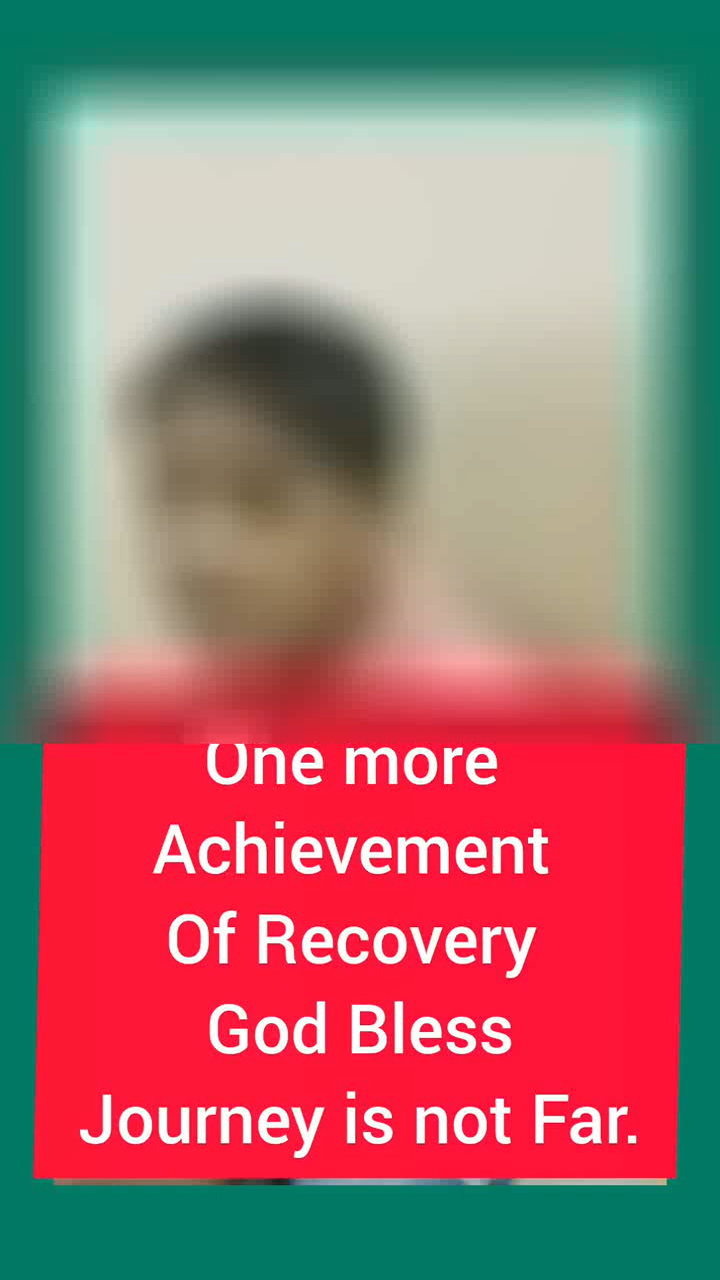 One more
Achievement
Of Recovery
God Bless
Journey is not Far.